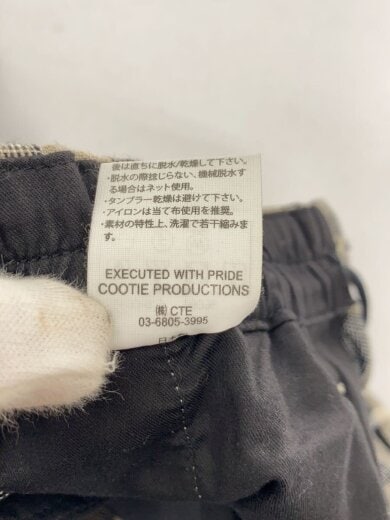 後は直ちに脱水/乾燥して下さい。
・脱水の際捻じらない、機械脱水す
る場合はネット使用。
・タンブラー乾燥は避けて下さい。
・アイロンは当て布使用を推奨。
・素材の特性上、洗濯で若干縮みま
す。
EXECUTED WITH PRIDE
COOTIE PRODUCTIONS
㈱ CTE
03-6805-3995